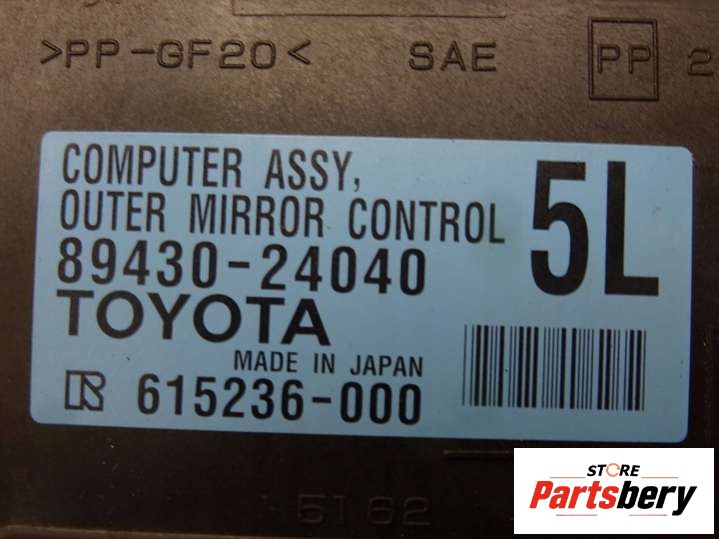 >PP-GF20< SAE PP 2
COMPUTER ASSY,
OUTER MIRROR CONTROL
5L
89430-24040
TOYOTA
MADE IN JAPAN
615236-000
5162
STORE
Partsbery